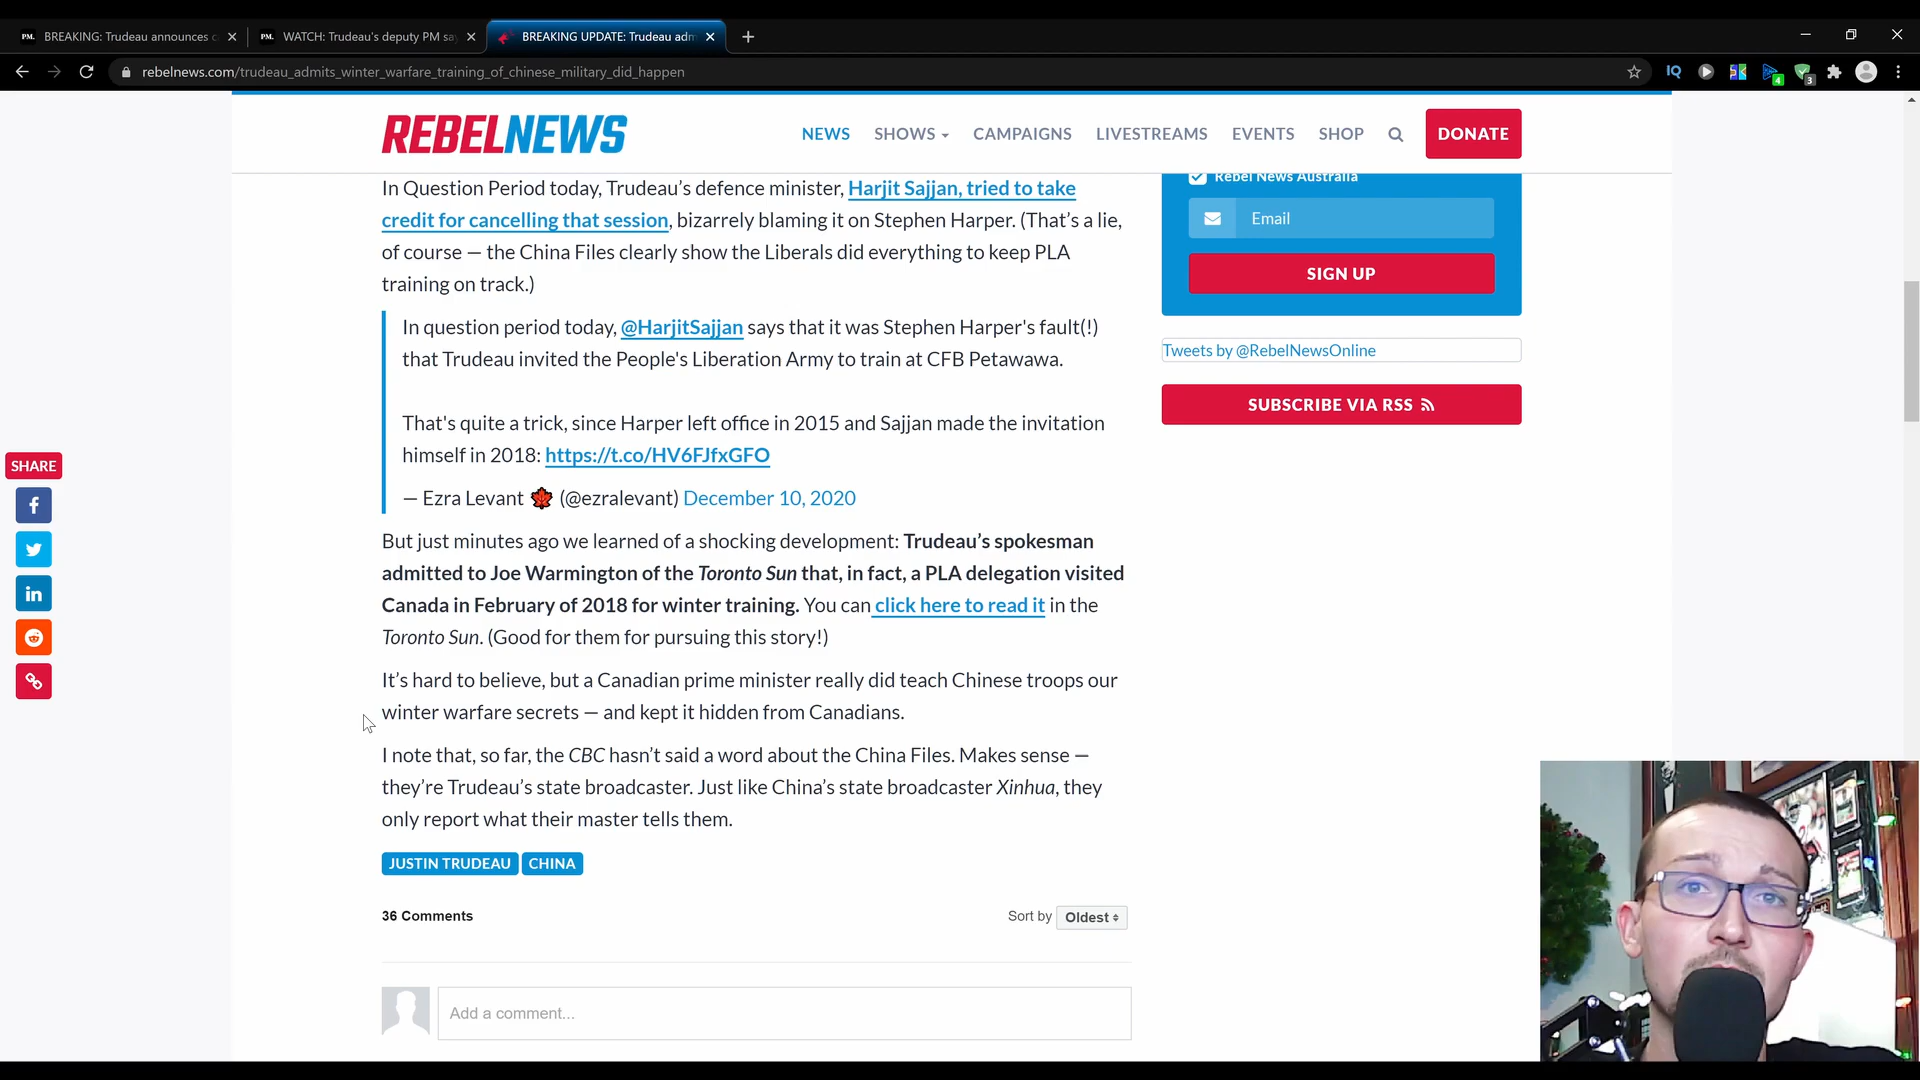 PM. BREAKING: Trudeau announces c
PM. WATCH: Trudeau's deputy PM say
BREAKING UPDATE: Trudeau adm
rebelnews.com/trudeau_admits_winter_warfare_training_of_chinese_military_did_happen
IQ
4
3
REBELNEWS
NEWS
SHOWS
CAMPAIGNS
LIVESTREAMS
EVENTS
SHOP
DONATE
In Question Period today, Trudeau’s defence minister, Harjit Sajjan, tried to take
credit for cancelling that session, bizarrely blaming it on Stephen Harper. (That’s a lie,
of course — the China Files clearly show the Liberals did everything to keep PLA
training on track.)
In question period today, @HarjitSajjan says that it was Stephen Harper's fault(!)
that Trudeau invited the People's Liberation Army to train at CFB Petawawa.
That's quite a trick, since Harper left office in 2015 and Sajjan made the invitation
himself in 2018: https://t.co/HV6FJfxGFO
— Ezra Levant 🍁 (@ezralevant) December 10, 2020
But just minutes ago we learned of a shocking development: Trudeau’s spokesman
admitted to Joe Warmington of the Toronto Sun that, in fact, a PLA delegation visited
Canada in February of 2018 for winter training. You can click here to read it in the
Toronto Sun. (Good for them for pursuing this story!)
It’s hard to believe, but a Canadian prime minister really did teach Chinese troops our
winter warfare secrets — and kept it hidden from Canadians.
I note that, so far, the CBC hasn’t said a word about the China Files. Makes sense —
they’re Trudeau’s state broadcaster. Just like China’s state broadcaster Xinhua, they
only report what their master tells them.
JUSTIN TRUDEAU
CHINA
36 Comments
Sort by Oldest
Add a comment...
Rebel News Australia
Email
SIGN UP
Tweets by @RebelNewsOnline
SUBSCRIBE VIA RSS
SHARE